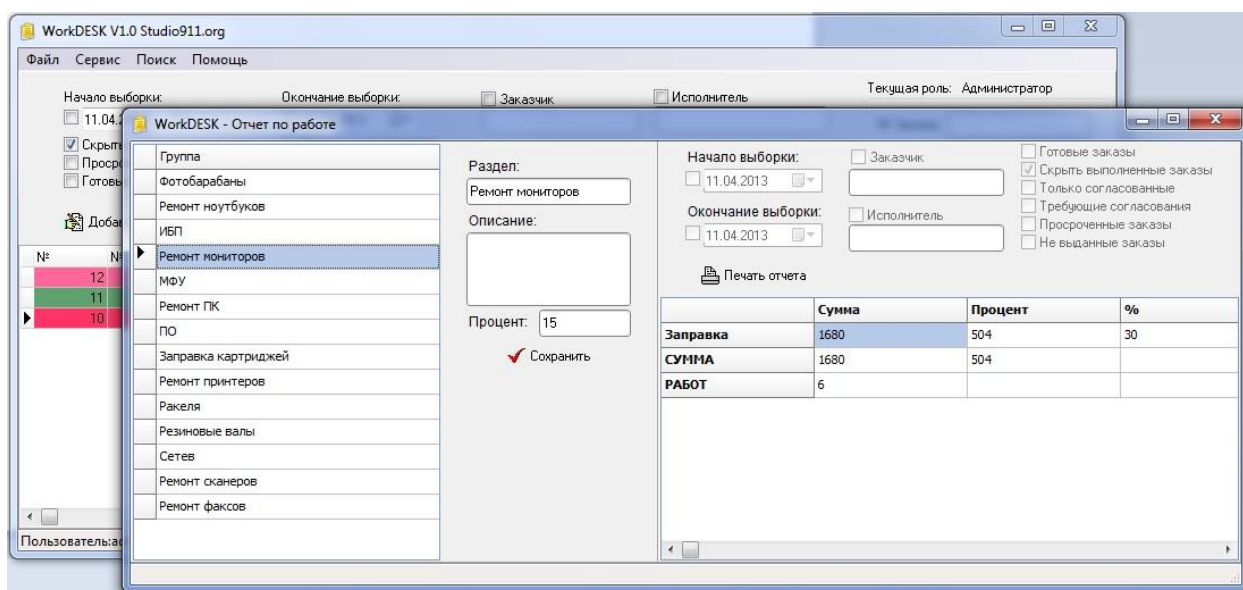 WorkDESK V1.0 Studio911.org
Файл Сервис Поиск Помощь
Начало выборки: Окончание выборки: Заказчик Исполнитель Текущая роль: Администратор
11.04.
WorkDESK - Отчет по работе
Скрыть
Просро
Готовы
Добав
№ №
12
11
10
Пользователь:ad
Группа
Фотобарабаны
Ремонт ноутбуков
ИБП
Ремонт мониторов
МФУ
Ремонт ПК
ПО
Заправка картриджей
Ремонт принтеров
Ракеля
Резиновые валы
Сетев
Ремонт сканеров
Ремонт факсов
Раздел:
Ремонт мониторов
Описание:
Процент: 15
Сохранить
Начало выборки: Заказчик
11.04.2013
Окончание выборки: Исполнитель
11.04.2013
Готовые заказы
Скрыть выполненные заказы
Только согласованные
Требующие согласования
Просроченные заказы
Не выданные заказы
Печать отчета
Сумма Процент %
Заправка 1680 504 30
СУММА 1680 504
РАБОТ 6